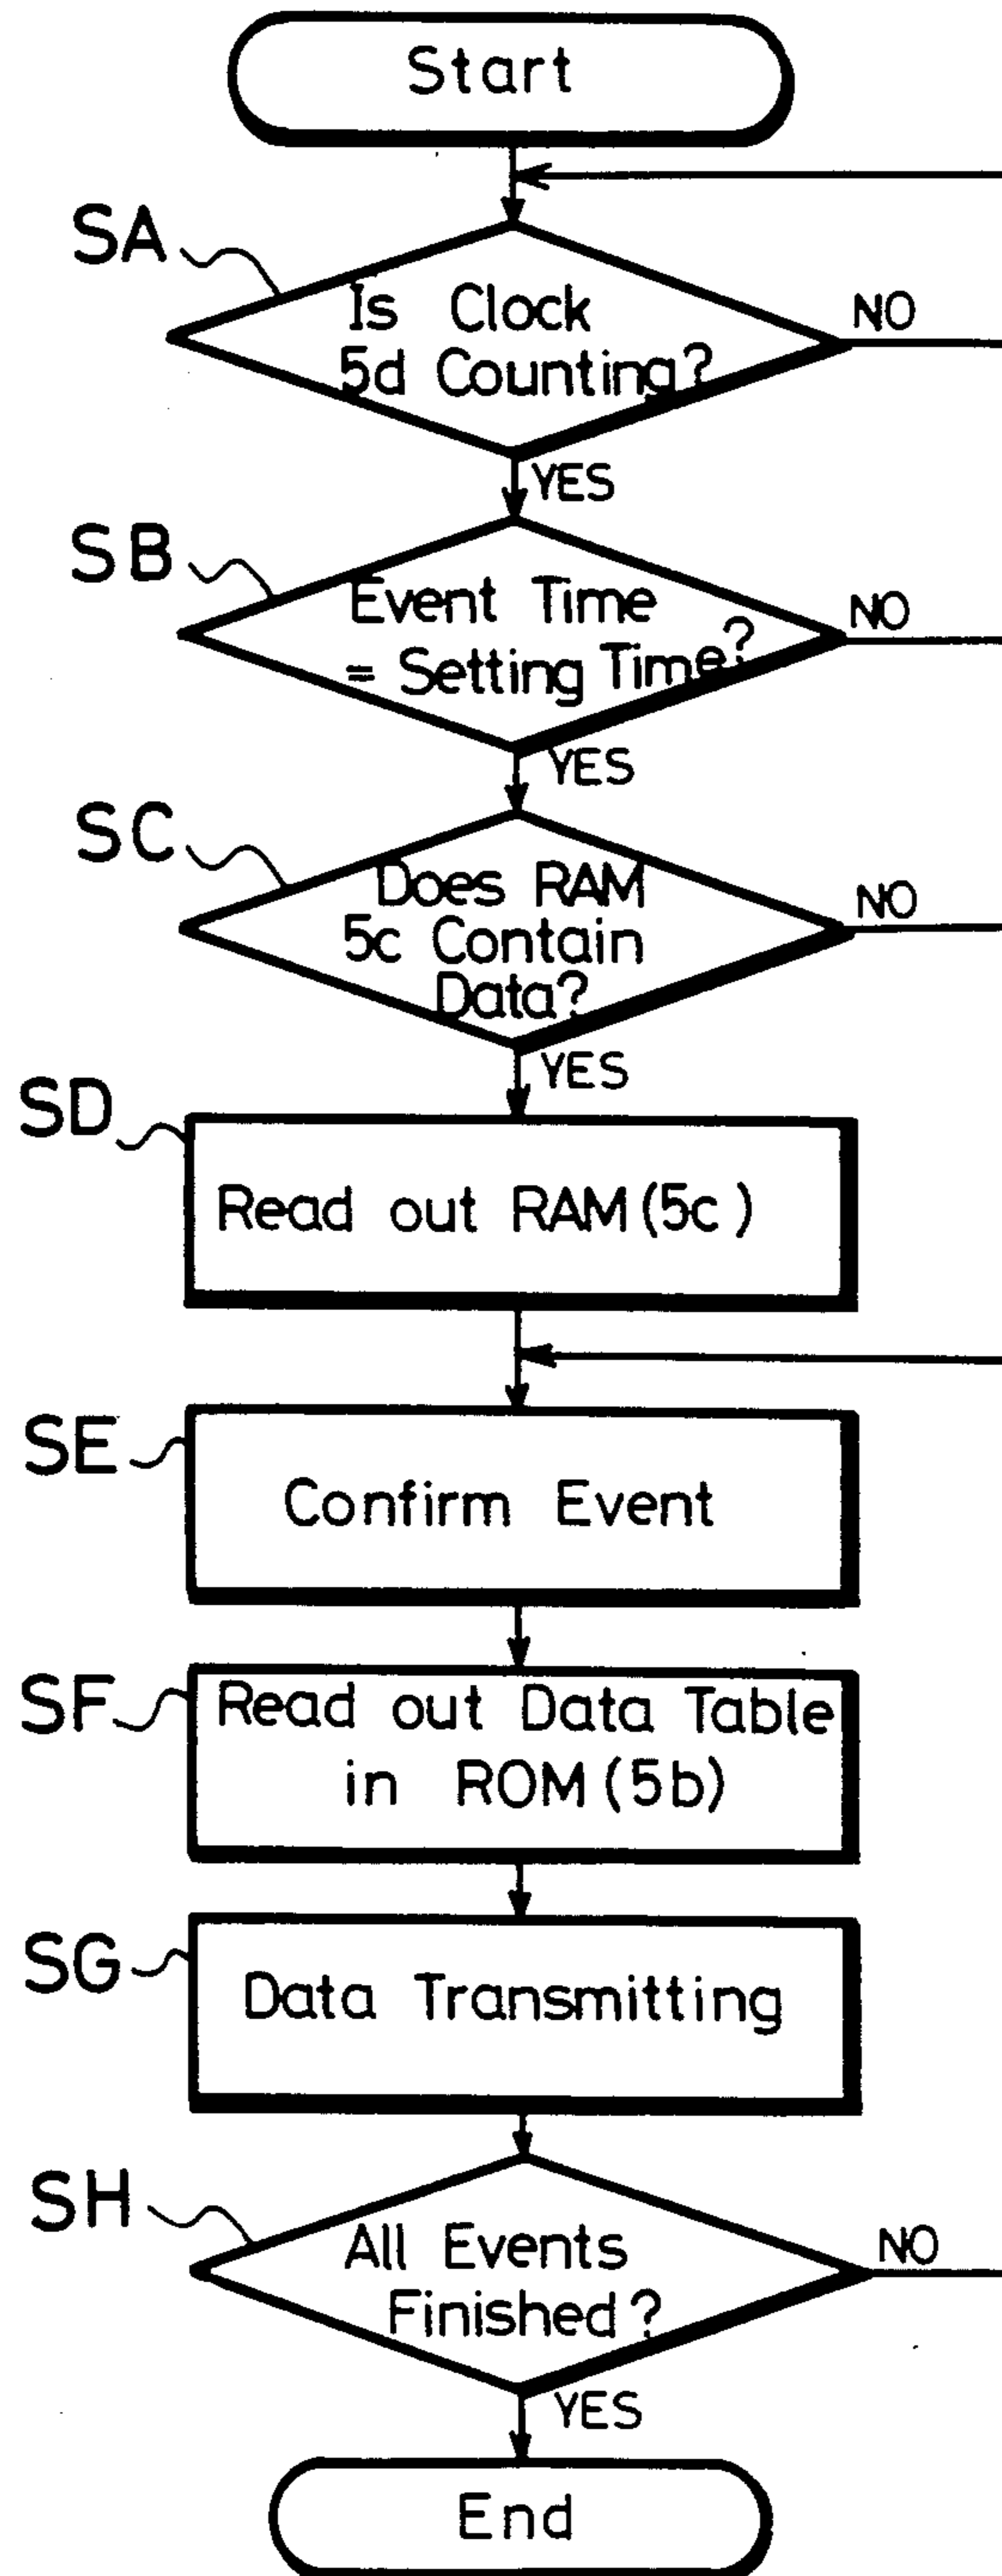 Start
SA
Is Clock
5d Counting?
NO
YES
SB
Event Time
= Setting Time?
NO
YES
SC
Does RAM
5c Contain
Data?
NO
YES
SD
Read out RAM (5c)
SE
Confirm Event
SF
Read out Data Table
in ROM (5b)
SG
Data Transmitting
SH
All Events
Finished?
NO
YES
End